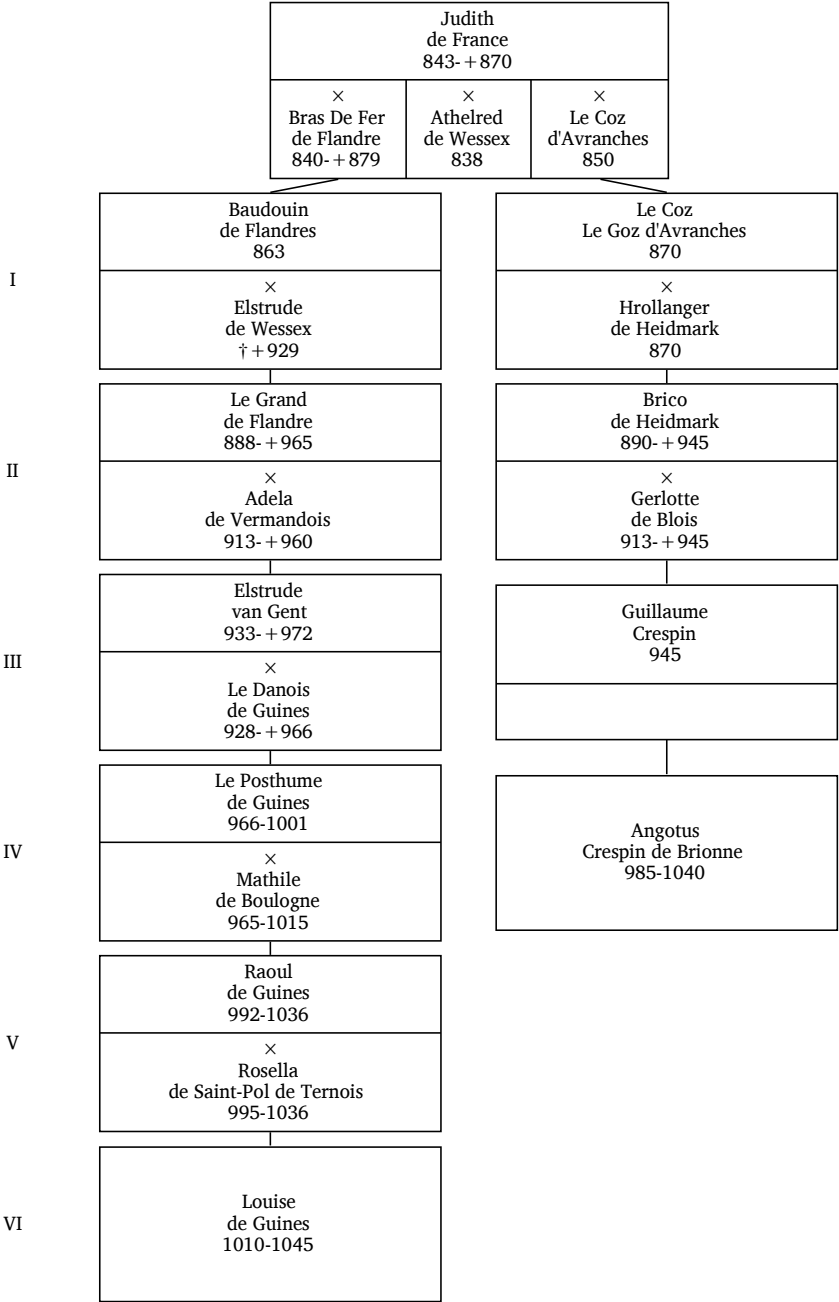 Judith
de France
843-+870
×
Bras De Fer
de Flandre
840-+879
×
Athelred
de Wessex
838
×
Le Coz
d'Avranches
850
I
Baudouin
de Flandres
863
×
Elstrude
de Wessex
†+929
Le Coz
Le Goz d'Avranches
870
×
Hrollanger
de Heidmark
870
II
Le Grand
de Flandre
888-+965
×
Adela
de Vermandois
913-+960
Brico
de Heidmark
890-+945
×
Gerlotte
de Blois
913-+945
III
Elstrude
van Gent
933-+972
×
Le Danois
de Guines
928-+966
Guillaume
Crespin
945
IV
Le Posthume
de Guines
966-1001
×
Mathile
de Boulogne
965-1015
Angotus
Crespin de Brionne
985-1040
V
Raoul
de Guines
992-1036
×
Rosella
de Saint-Pol de Ternois
995-1036
VI
Louise
de Guines
1010-1045